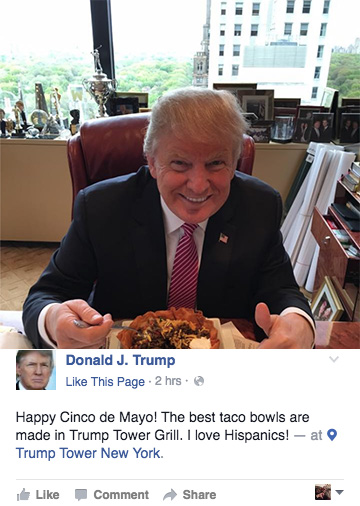 Donald J. Trump
Like This Page · 2 hrs ·
Happy Cinco de Mayo! The best taco bowls are
made in Trump Tower Grill. I love Hispanics! — at
Trump Tower New York.
Like Comment Share